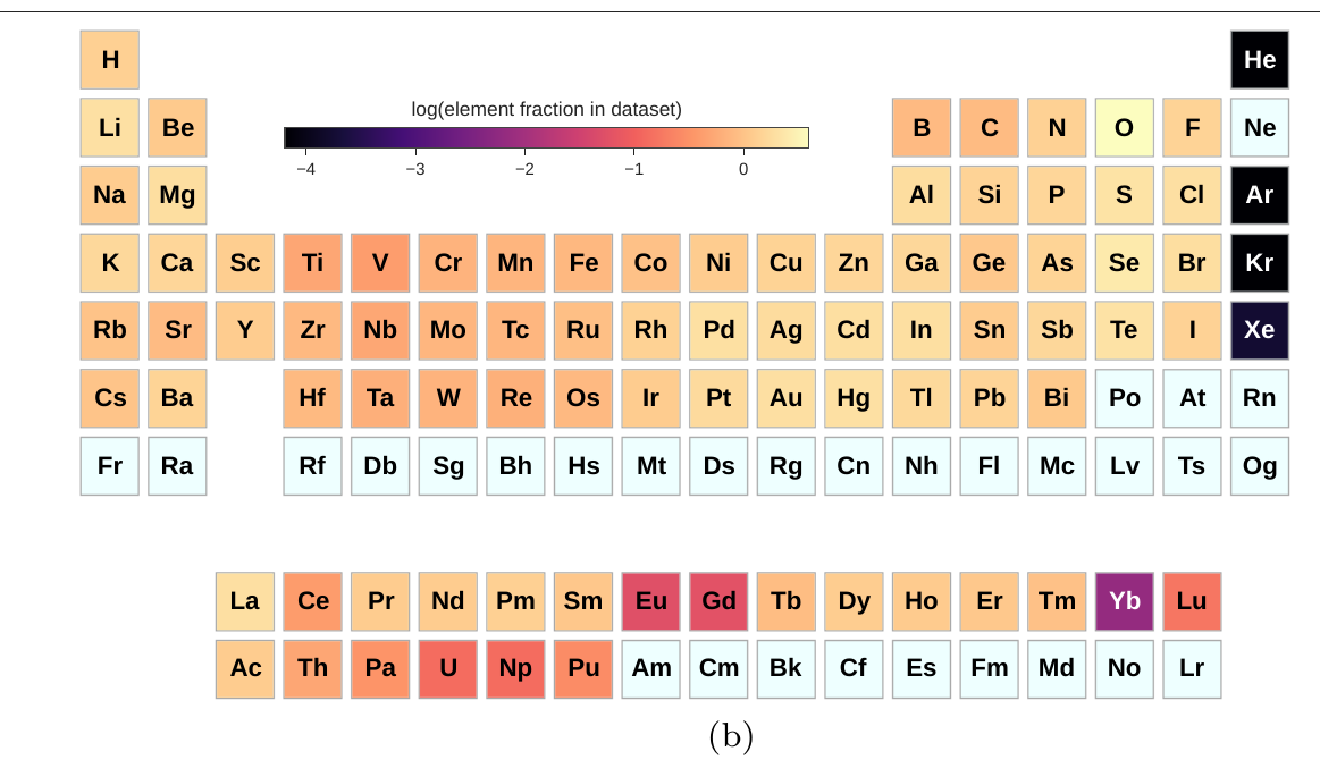 H He
log(element fraction in dataset)
Li Be B C N O F Ne
−4 −3 −2 −1 0
Na Mg Al Si P S Cl Ar
K Ca Sc Ti V Cr Mn Fe Co Ni Cu Zn Ga Ge As Se Br Kr
Rb Sr Y Zr Nb Mo Tc Ru Rh Pd Ag Cd In Sn Sb Te I Xe
Cs Ba Hf Ta W Re Os Ir Pt Au Hg Tl Pb Bi Po At Rn
Fr Ra Rf Db Sg Bh Hs Mt Ds Rg Cn Nh Fl Mc Lv Ts Og
La Ce Pr Nd Pm Sm Eu Gd Tb Dy Ho Er Tm Yb Lu
Ac Th Pa U Np Pu Am Cm Bk Cf Es Fm Md No Lr
(b)